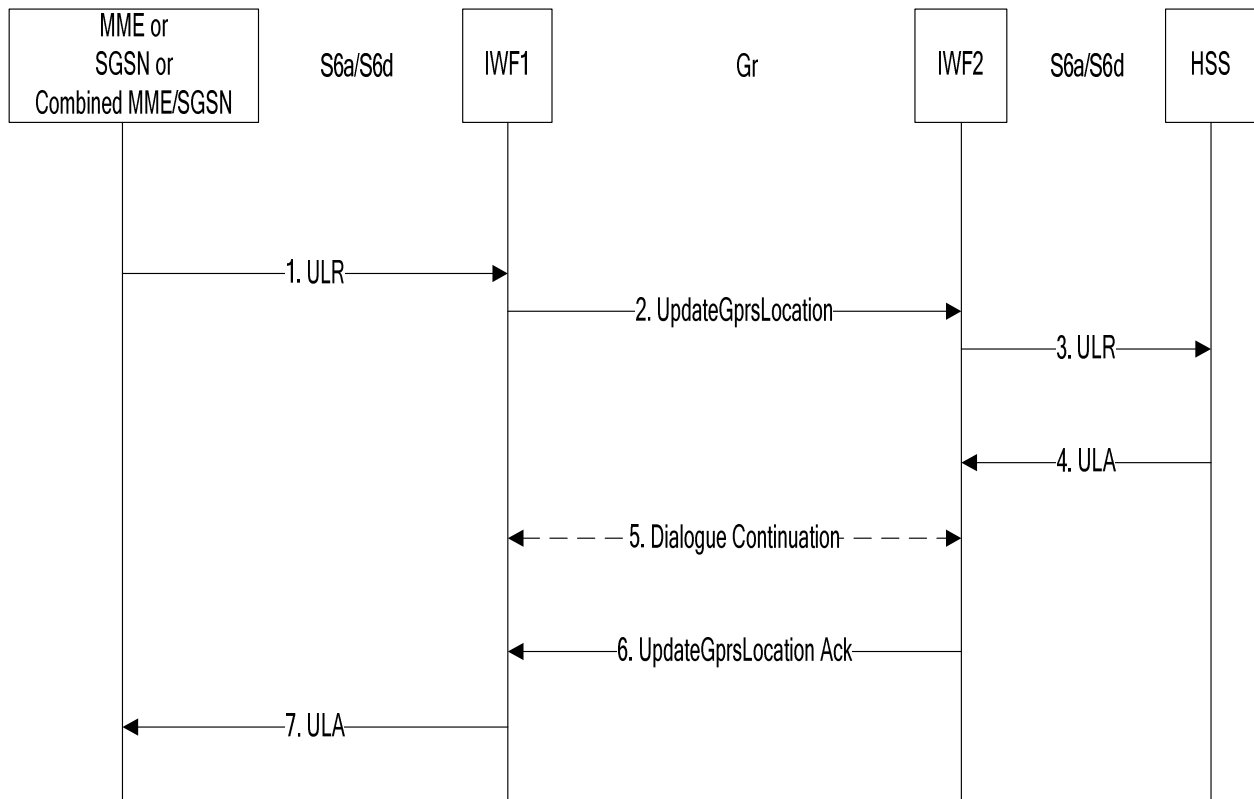 MME or
SGSN or
Combined MME/SGSN
S6a/S6d
IWF1
Gr
IWF2
S6a/S6d
HSS
1. ULR
2. UpdateGprsLocation
3. ULR
4. ULA
5. Dialogue Continuation
6. UpdateGprsLocation Ack
7. ULA